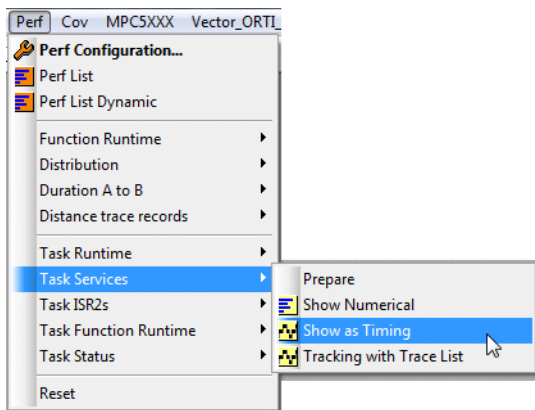 Perf Cov MPC5XXX Vector_ORTI_
Perf Configuration...
Perf List
Perf List Dynamic
Function Runtime
Distribution
Duration A to B
Distance trace records
Task Runtime
Task Services
Prepare
Task ISR2s
Show Numerical
Task Function Runtime
Show as Timing
Task Status
Tracking with Trace List
Reset